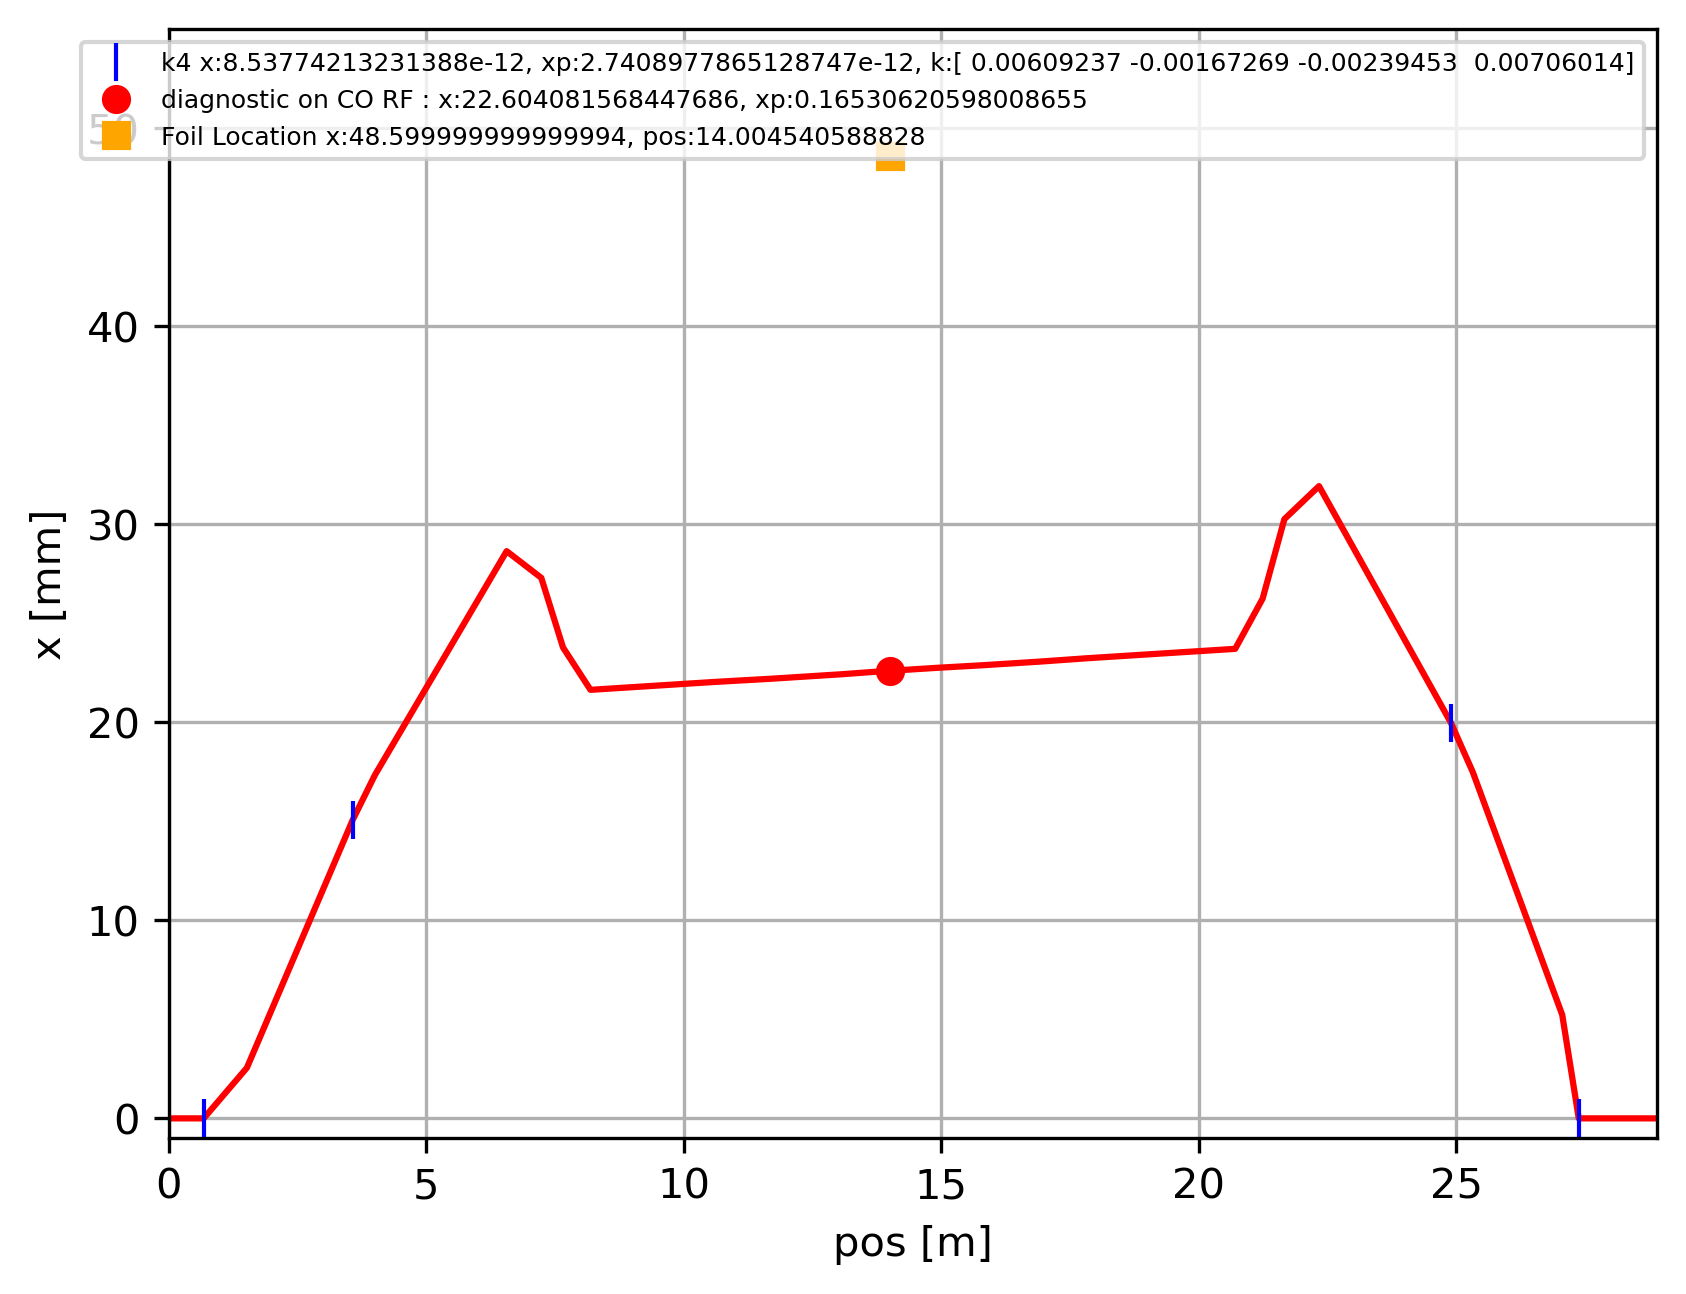 k4 x:8.53774213231388e-12, xp:2.7408977865128747e-12, k:[ 0.00609237 -0.00167269 -0.00239453  0.00706014]
diagnostic on CO RF : x:22.604081568447686, xp:0.16530620598008655
Foil Location x:48.599999999999994, pos:14.004540588828
50
40
30
20
10
0
x [mm]
0 5 10 15 20 25
pos [m]